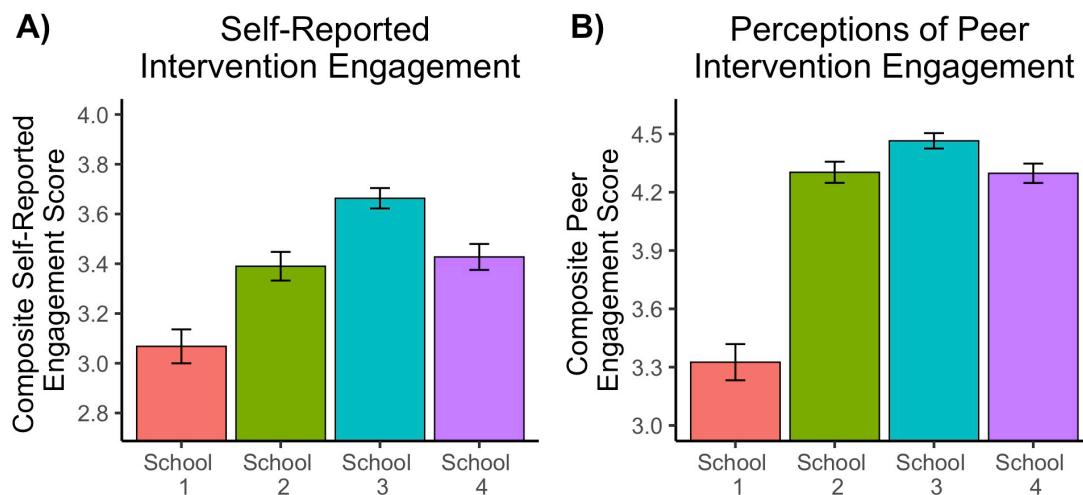 A)
Self-Reported
Intervention Engagement
Composite Self-Reported
Engagement Score
4.0
3.8
3.6
3.4
3.2
3.0
2.8
School
1
School
2
School
3
School
4
B)
Perceptions of Peer
Intervention Engagement
Composite Peer
Engagement Score
4.5
4.2
3.9
3.6
3.3
3.0
School
1
School
2
School
3
School
4